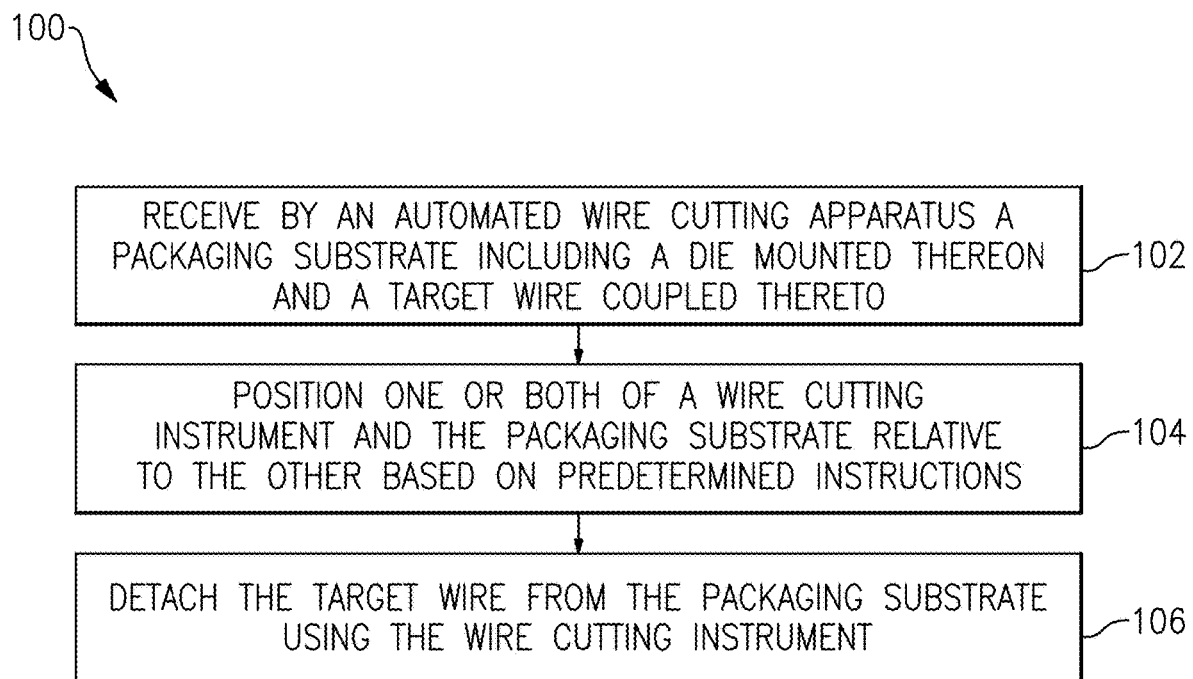 100
RECEIVE BY AN AUTOMATED WIRE CUTTING APPARATUS A
PACKAGING SUBSTRATE INCLUDING A DIE MOUNTED THEREON
AND A TARGET WIRE COUPLED THERETO
102
POSITION ONE OR BOTH OF A WIRE CUTTING
INSTRUMENT AND THE PACKAGING SUBSTRATE RELATIVE
TO THE OTHER BASED ON PREDETERMINED INSTRUCTIONS
104
DETACH THE TARGET WIRE FROM THE PACKAGING SUBSTRATE
USING THE WIRE CUTTING INSTRUMENT
106